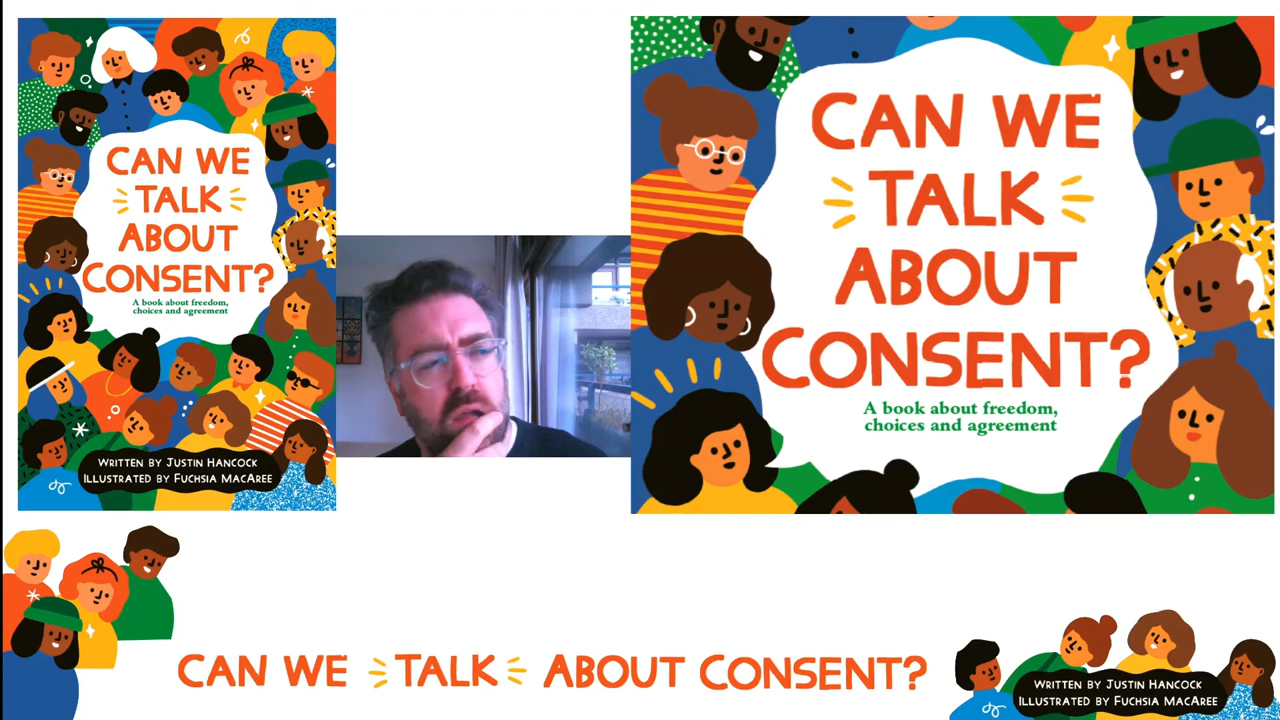 CAN WE
TALK
ABOUT
CONSENT?
A book about freedom,
choices and agreement
WRITTEN BY JUSTIN HANCOCK
ILLUSTRATED BY FUCHSIA MACAREE
CAN WE
TALK
ABOUT
CONSENT?
A book about freedom,
choices and agreement
CAN WE TALK ABOUT CONSENT?
WRITTEN BY JUSTIN HANCOCK
ILLUSTRATED BY FUCHSIA MACAREE